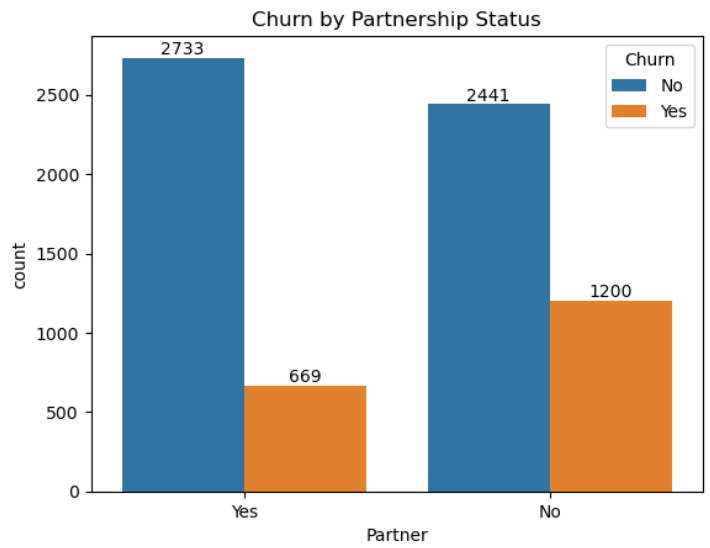 Churn by Partnership Status
2733
2441
1200
669
Churn
No
Yes
2500
2000
1500
1000
500
0
count
Yes
No
Partner